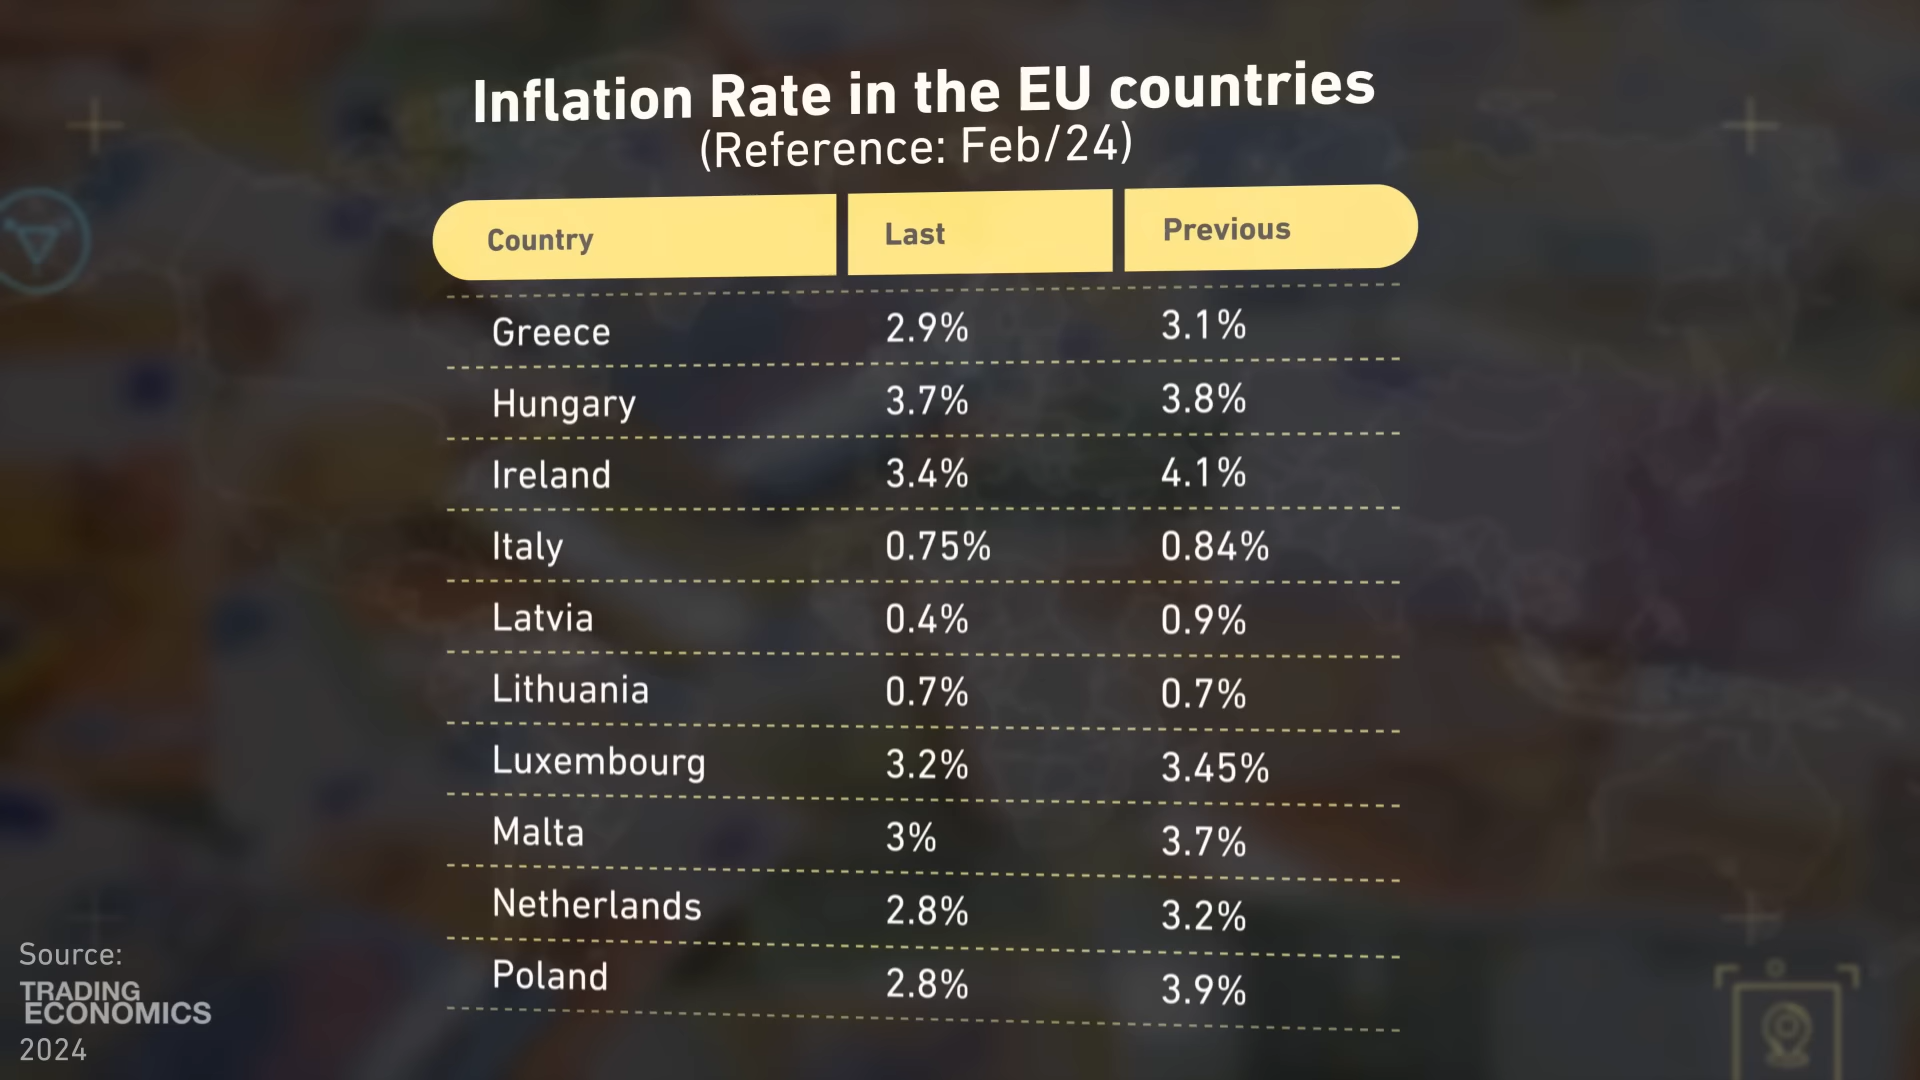 Inflation Rate in the EU countries
(Reference: Feb/24)
Country Last Previous
Greece 2.9% 3.1%
Hungary 3.7% 3.8%
Ireland 3.4% 4.1%
Italy 0.75% 0.84%
Latvia 0.4% 0.9%
Lithuania 0.7% 0.7%
Luxembourg 3.2% 3.45%
Malta 3% 3.7%
Netherlands 2.8% 3.2%
Poland 2.8% 3.9%
Source:
TRADING
ECONOMICS
2024